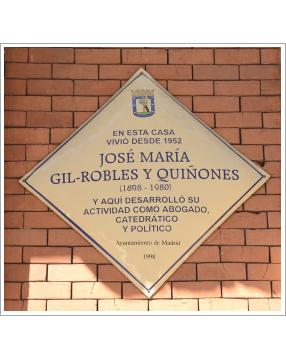 EN ESTA CASA
VIVIÓ DESDE 1952
JOSÉ MARÍA
GIL-ROBLES Y QUIÑONES
(1898 - 1980)
Y AQUÍ DESARROLLÓ SU
ACTIVIDAD COMO ABOGADO,
CATEDRÁTICO
Y POLÍTICO
Ayuntamiento de Madrid
1998